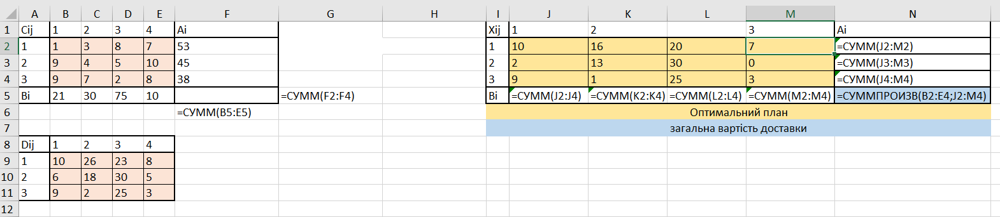 A B C D E F G H I J K L M N
1 Cij 1 2 3 4 Ai Xij 1 2 3 Ai
2 1 1 3 8 7 53 1 10 16 20 7 =СУММ(J2:M2)
3 2 9 4 5 10 45 2 2 13 30 0 =СУММ(J3:M3)
4 3 9 7 2 8 38 3 9 1 25 3 =СУММ(J4:M4)
5 Bi 21 30 75 10 =СУММ(F2:F4) Bi =СУММ(J2:J4) =СУММ(K2:K4) =СУММ(L2:L4) =СУММ(M2:M4) =СУММПРОИЗВ(B2:E4;J2:M4)
6 =СУММ(B5:E5) Оптимальний план
7 загальна вартість доставки
8 Dij 1 2 3 4
9 1 10 26 23 8
10 2 6 18 30 5
11 3 9 2 25 3
12